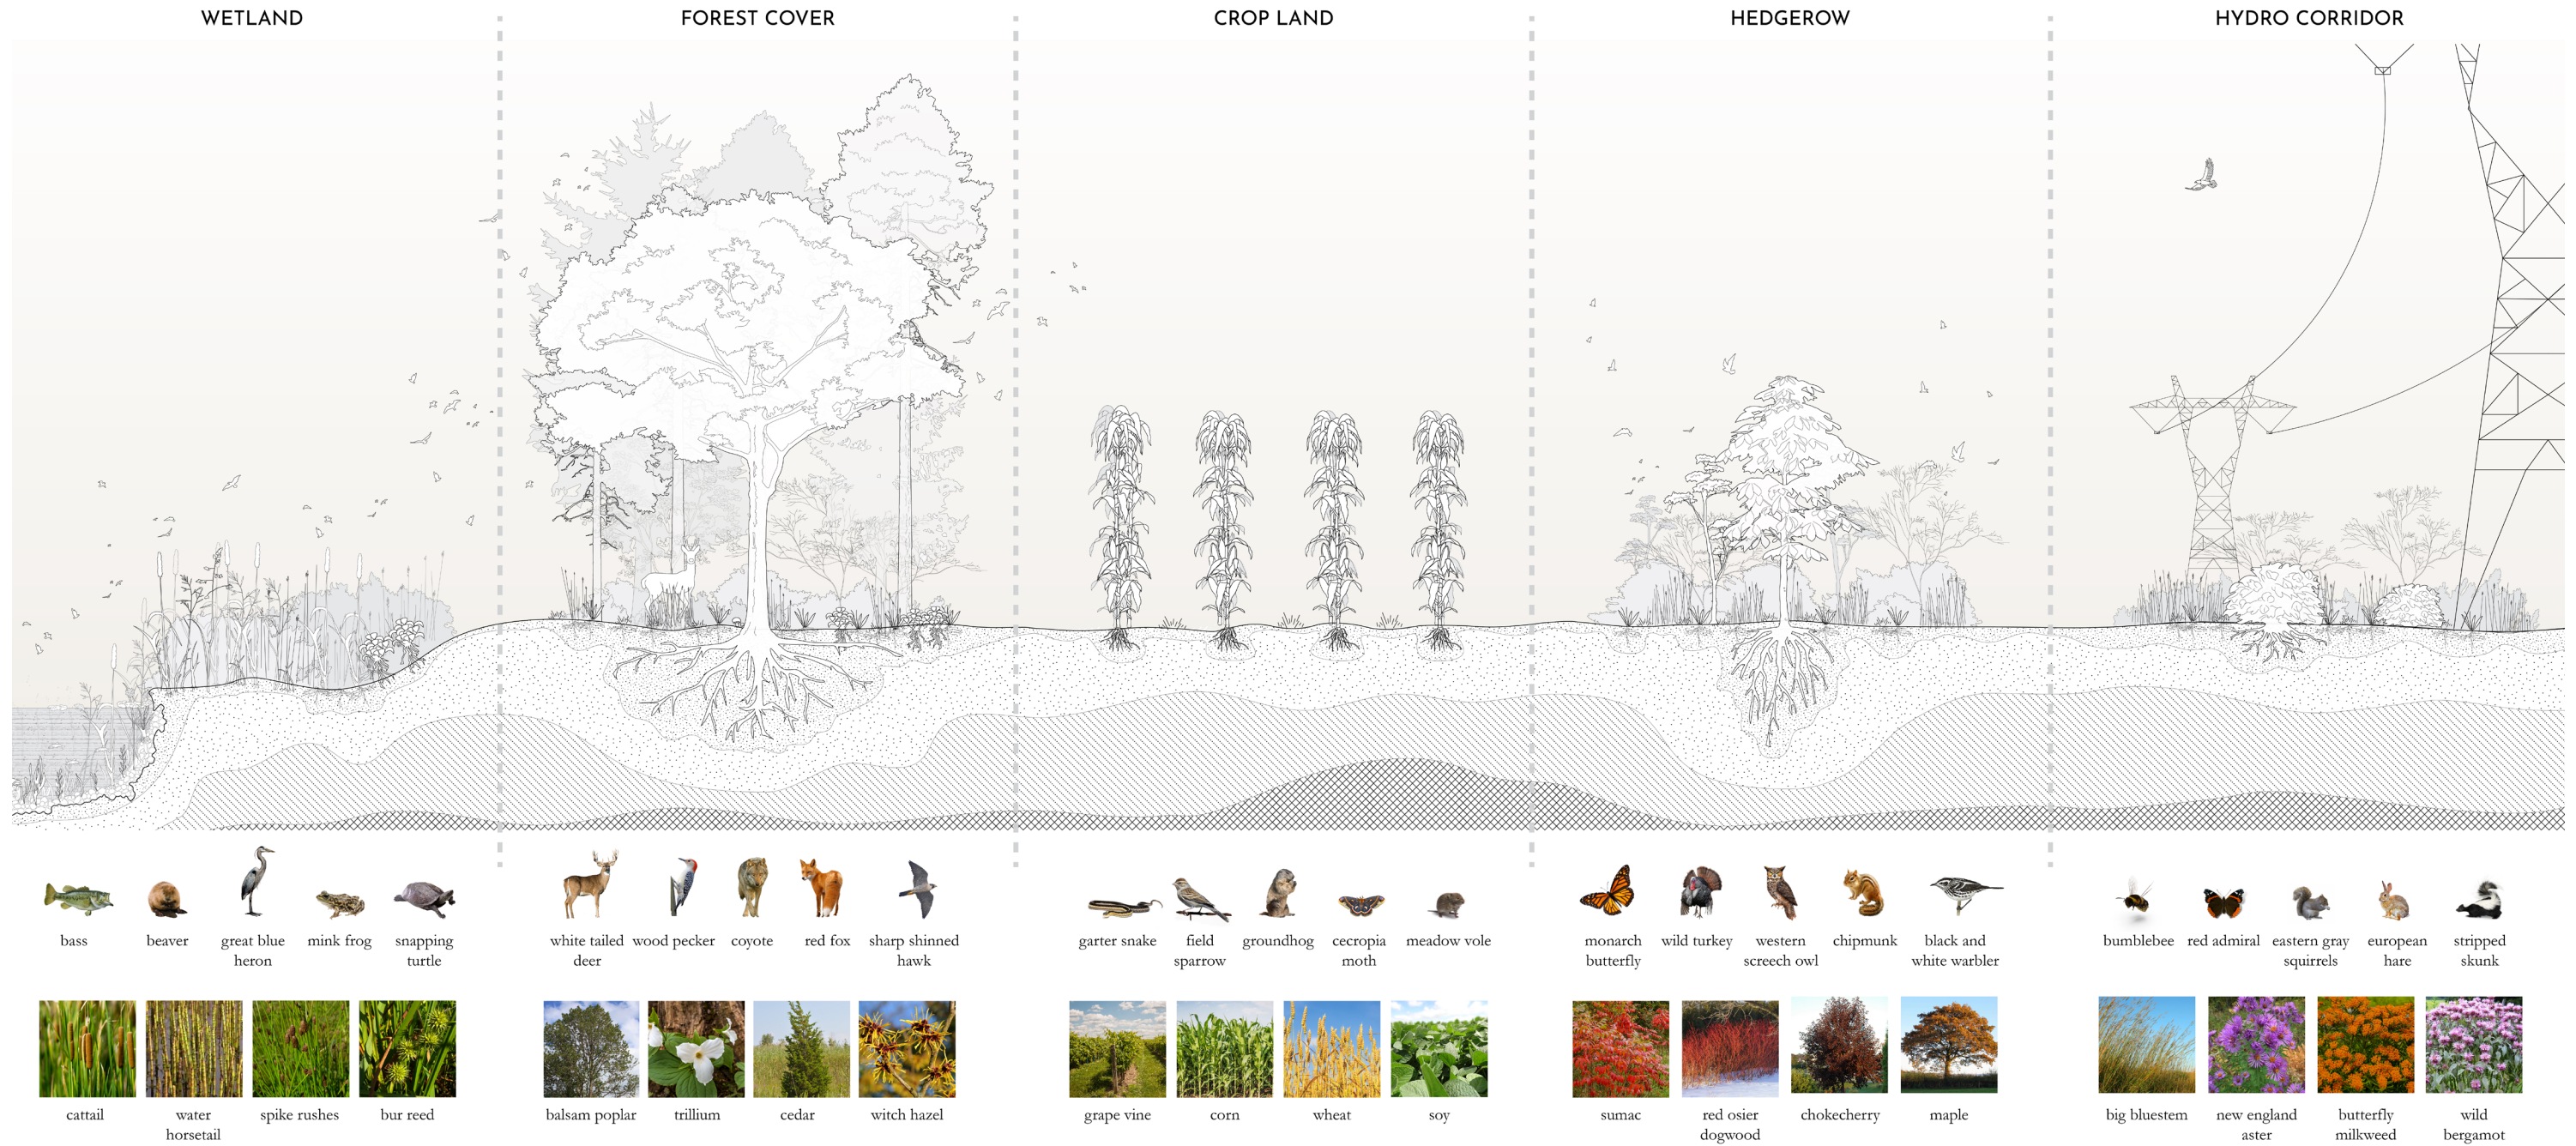 WETLAND
FOREST COVER
CROP LAND
HEDGEROW
HYDRO CORRIDOR
bass
beaver
great blue
heron
mink frog
snapping
turtle
white tailed
deer
wood pecker
coyote
red fox
sharp shinned
hawk
garter snake
field
sparrow
groundhog
cecropia
moth
meadow vole
monarch
butterfly
wild turkey
western
screech owl
chipmunk
black and
white warbler
bumblebee
red admiral
eastern gray
squirrels
european
hare
stripped
skunk
cattail
water
horsetail
spike rushes
bur reed
balsam poplar
trillium
cedar
witch hazel
grape vine
corn
wheat
soy
sumac
red osier
dogwood
chokecherry
maple
big bluestem
new england
aster
butterfly
milkweed
wild
bergamot